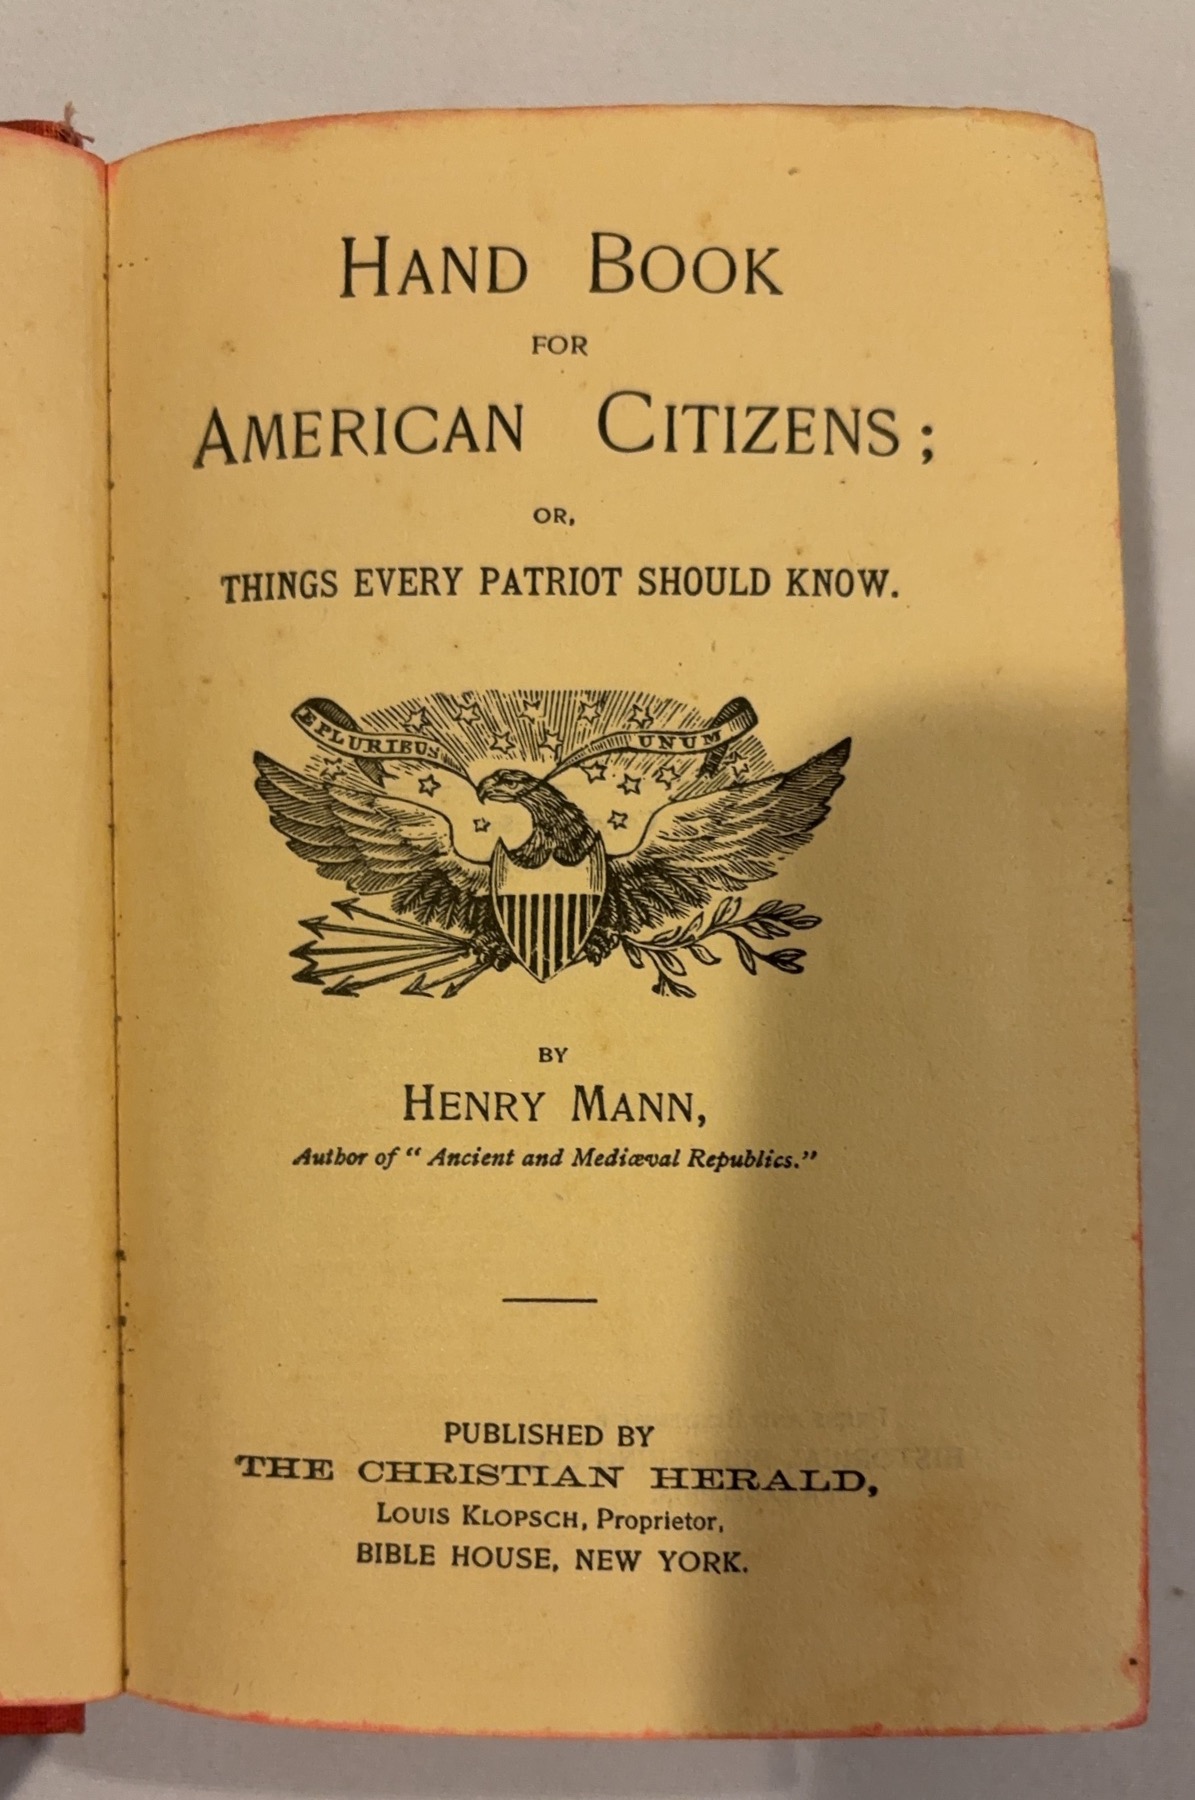 HAND BOOK
FOR
AMERICAN CITIZENS;
OR,
THINGS EVERY PATRIOT SHOULD KNOW.
E PLURIBUS UNUM
BY
HENRY MANN,
Author of “ Ancient and Mediæval Republics.”
PUBLISHED BY
THE CHRISTIAN HERALD,
LOUIS KLOPSCH, Proprietor,
BIBLE HOUSE, NEW YORK.